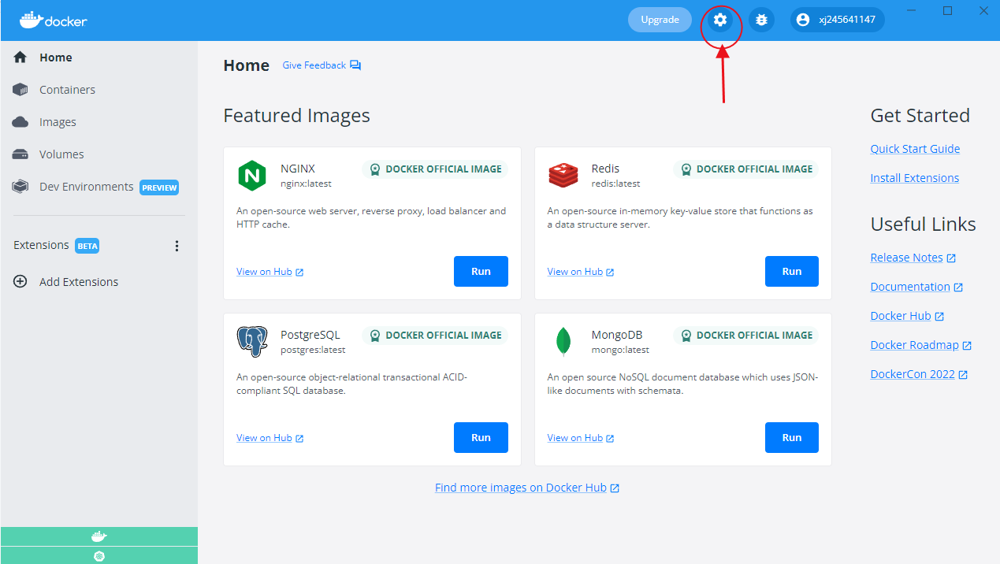 docker
Upgrade
xj245641147
Home
Containers
Images
Volumes
Dev Environments PREVIEW
Extensions BETA
Add Extensions
Home Give Feedback
Featured Images
NGINX
nginx:latest
DOCKER OFFICIAL IMAGE
An open-source web server, reverse proxy, load balancer and
HTTP cache.
View on Hub
Run
Redis
redis:latest
DOCKER OFFICIAL IMAGE
An open-source in-memory key-value store that functions as
a data structure server.
View on Hub
Run
PostgreSQL
postgres:latest
DOCKER OFFICIAL IMAGE
An open-source object-relational transactional ACID-
compliant SQL database.
View on Hub
Run
MongoDB
mongo:latest
DOCKER OFFICIAL IMAGE
An open source NoSQL document database which uses JSON-
like documents with schemata.
View on Hub
Run
Find more images on Docker Hub
Get Started
Quick Start Guide
Install Extensions
Useful Links
Release Notes
Documentation
Docker Hub
Docker Roadmap
DockerCon 2022